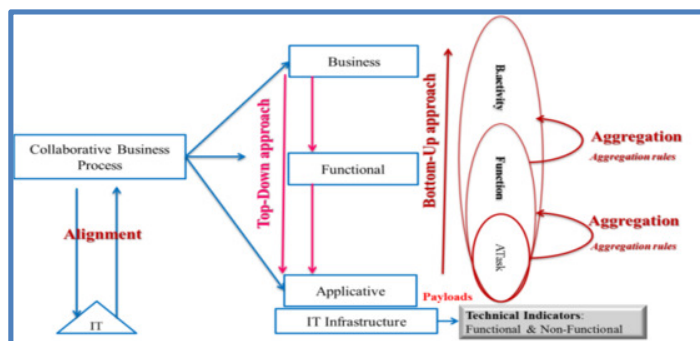 Business
Collaborative Business
Process
Functional
Applicative
IT Infrastructure
Alignment
IT
Top-Down approach
Bottom-Up approach
B.activity
Function
ATask
Aggregation
Aggregation rules
Aggregation
Aggregation rules
Payloads
Technical Indicators:
Functional & Non-Functional